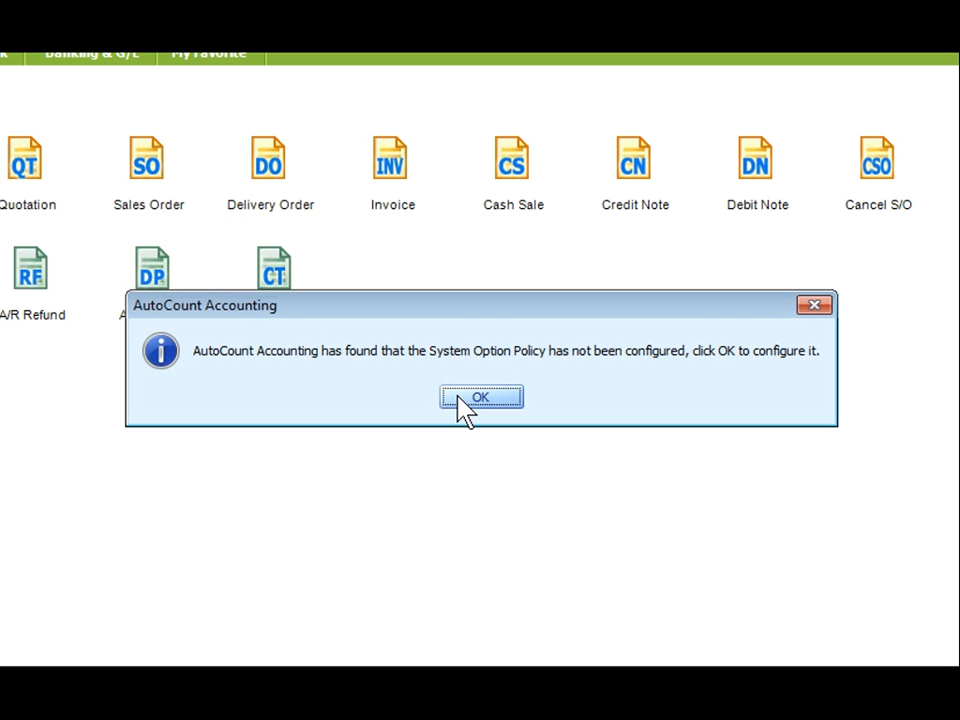 Banking & G/L My Favorite
QT SO DO INV CS CN DN CSO
Quotation Sales Order Delivery Order Invoice Cash Sale Credit Note Debit Note Cancel S/O
RF DP CT
A/R Refund
AutoCount Accounting
AutoCount Accounting has found that the System Option Policy has not been configured, click OK to configure it.
OK